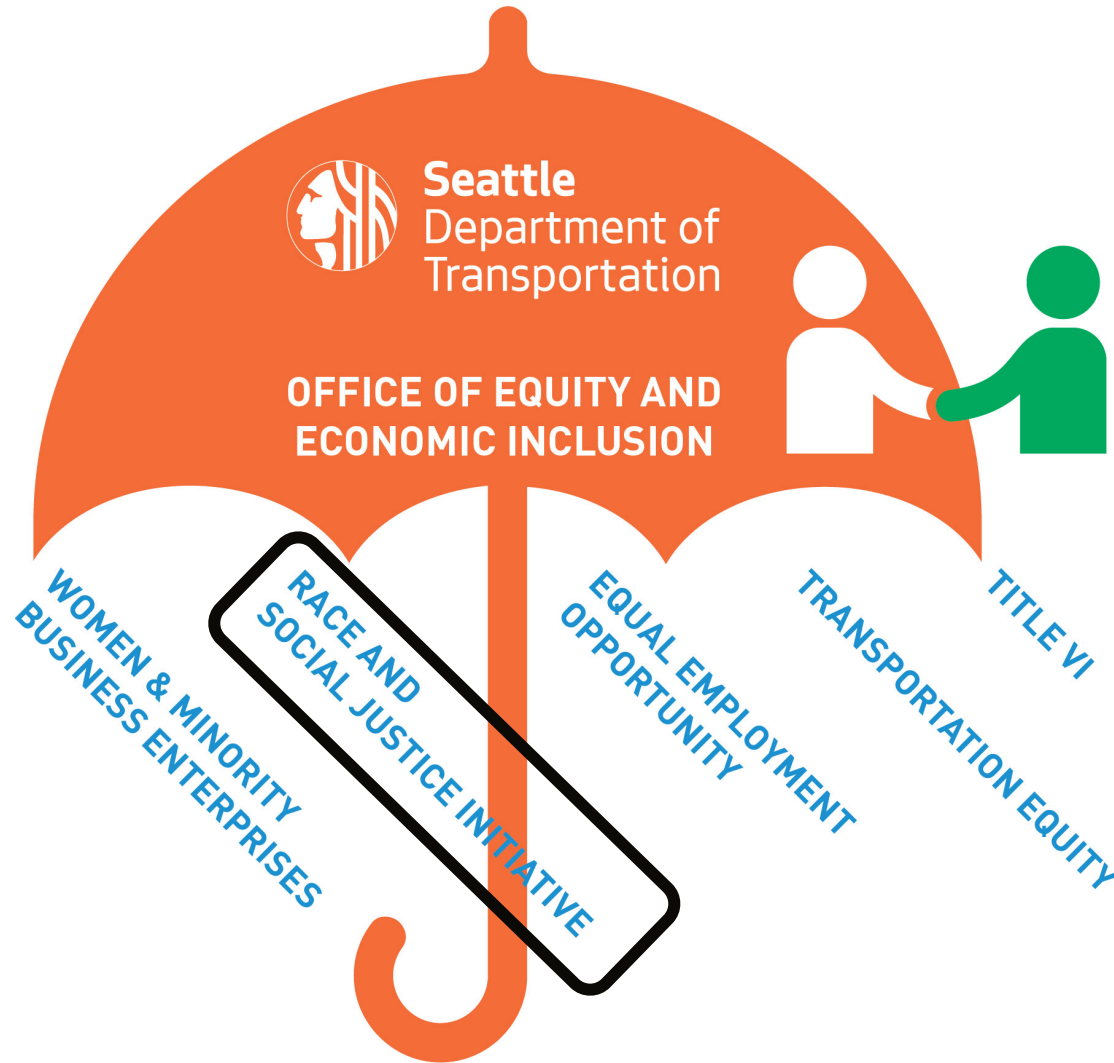 Seattle
Department of
Transportation
OFFICE OF EQUITY AND
ECONOMIC INCLUSION
WOMEN & MINORITY
BUSINESS ENTERPRISES
RACE AND
SOCIAL JUSTICE INITIATIVE
EQUAL EMPLOYMENT
OPPORTUNITY
TRANSPORTATION EQUITY
TITLE VI